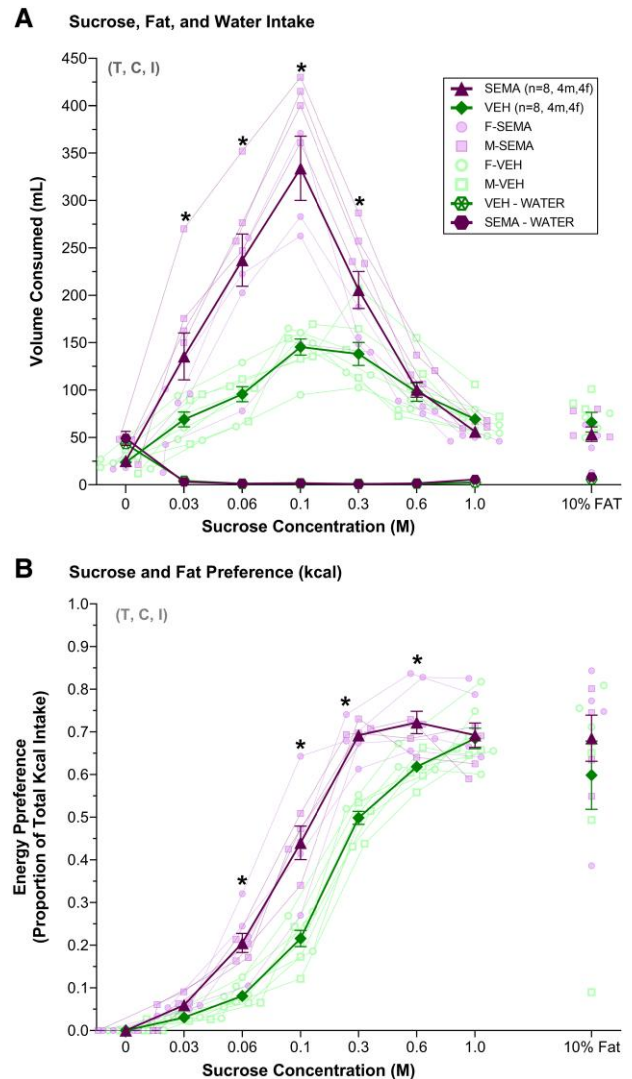 A Sucrose, Fat, and Water Intake
(T, C, I)
450
400
350
300
250
200
150
100
50
0
Volume Consumed (mL)
* * * *
SEMA (n=8, 4m,4f)
VEH (n=8, 4m,4f)
F-SEMA
M-SEMA
F-VEH
M-VEH
VEH - WATER
SEMA - WATER
0 0.03 0.06 0.1 0.3 0.6 1.0 10% FAT
Sucrose Concentration (M)
B Sucrose and Fat Preference (kcal)
(T, C, I)
1.0
0.9
0.8
0.7
0.6
0.5
0.4
0.3
0.2
0.1
0.0
Energy Ppreference
(Proportion of Total Kcal Intake)
* * * *
0 0.03 0.06 0.1 0.3 0.6 1.0 10% Fat
Sucrose Concentration (M)